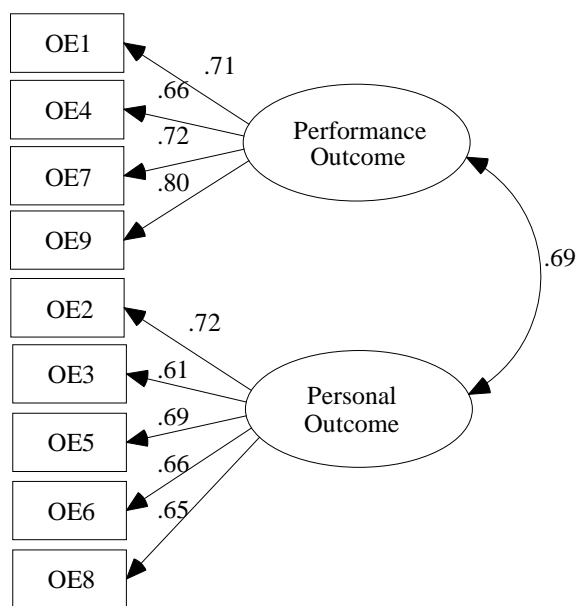 OE1
.71
OE4
.66
Performance
Outcome
OE7
.72
OE9
.80
.69
OE2
.72
OE3
.61
Personal
Outcome
OE5
.69
OE6
.66
OE8
.65